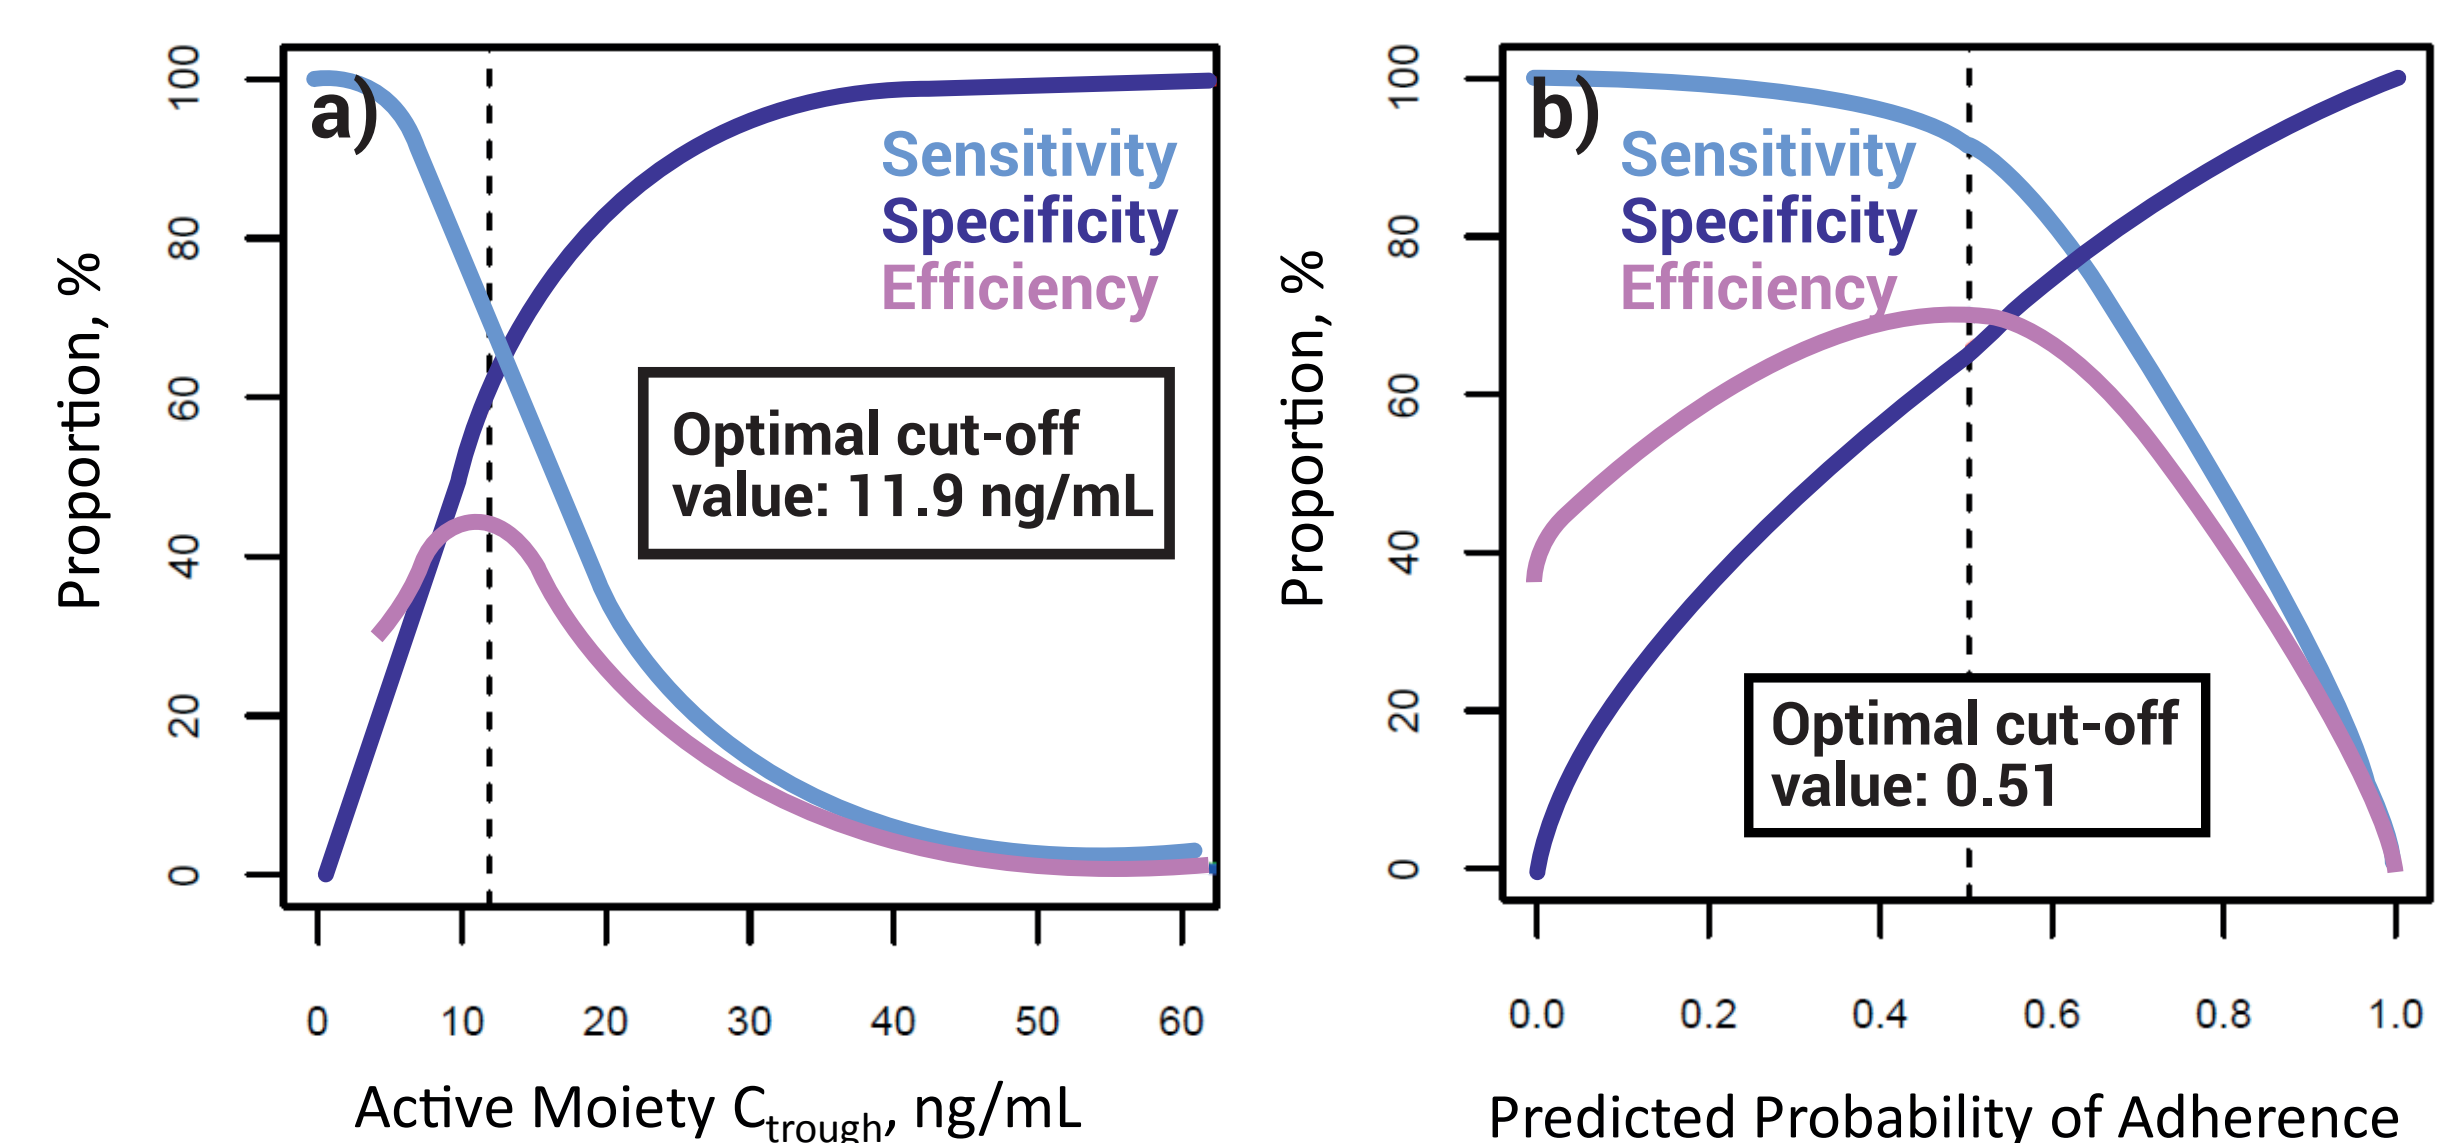 a)
Proportion, %
100
80
60
40
20
0
Sensitivity
Specificity
Efficiency
Optimal cut-off
value: 11.9 ng/mL
0 10 20 30 40 50 60
Active Moiety Ctrough, ng/mL
b)
Proportion, %
100
80
60
40
20
0
Sensitivity
Specificity
Efficiency
Optimal cut-off
value: 0.51
0.0 0.2 0.4 0.6 0.8 1.0
Predicted Probability of Adherence